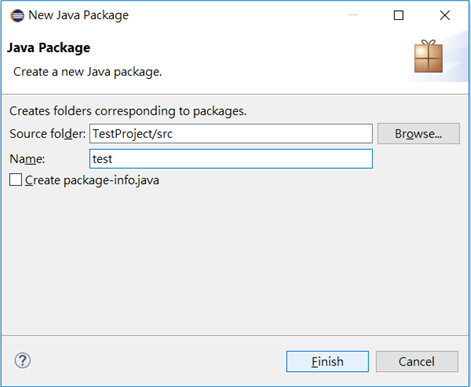 New Java Package
Java Package
Create a new Java package.
Creates folders corresponding to packages.
Source folder: TestProject/src Browse...
Name: test
Create package-info.java
? Finish Cancel